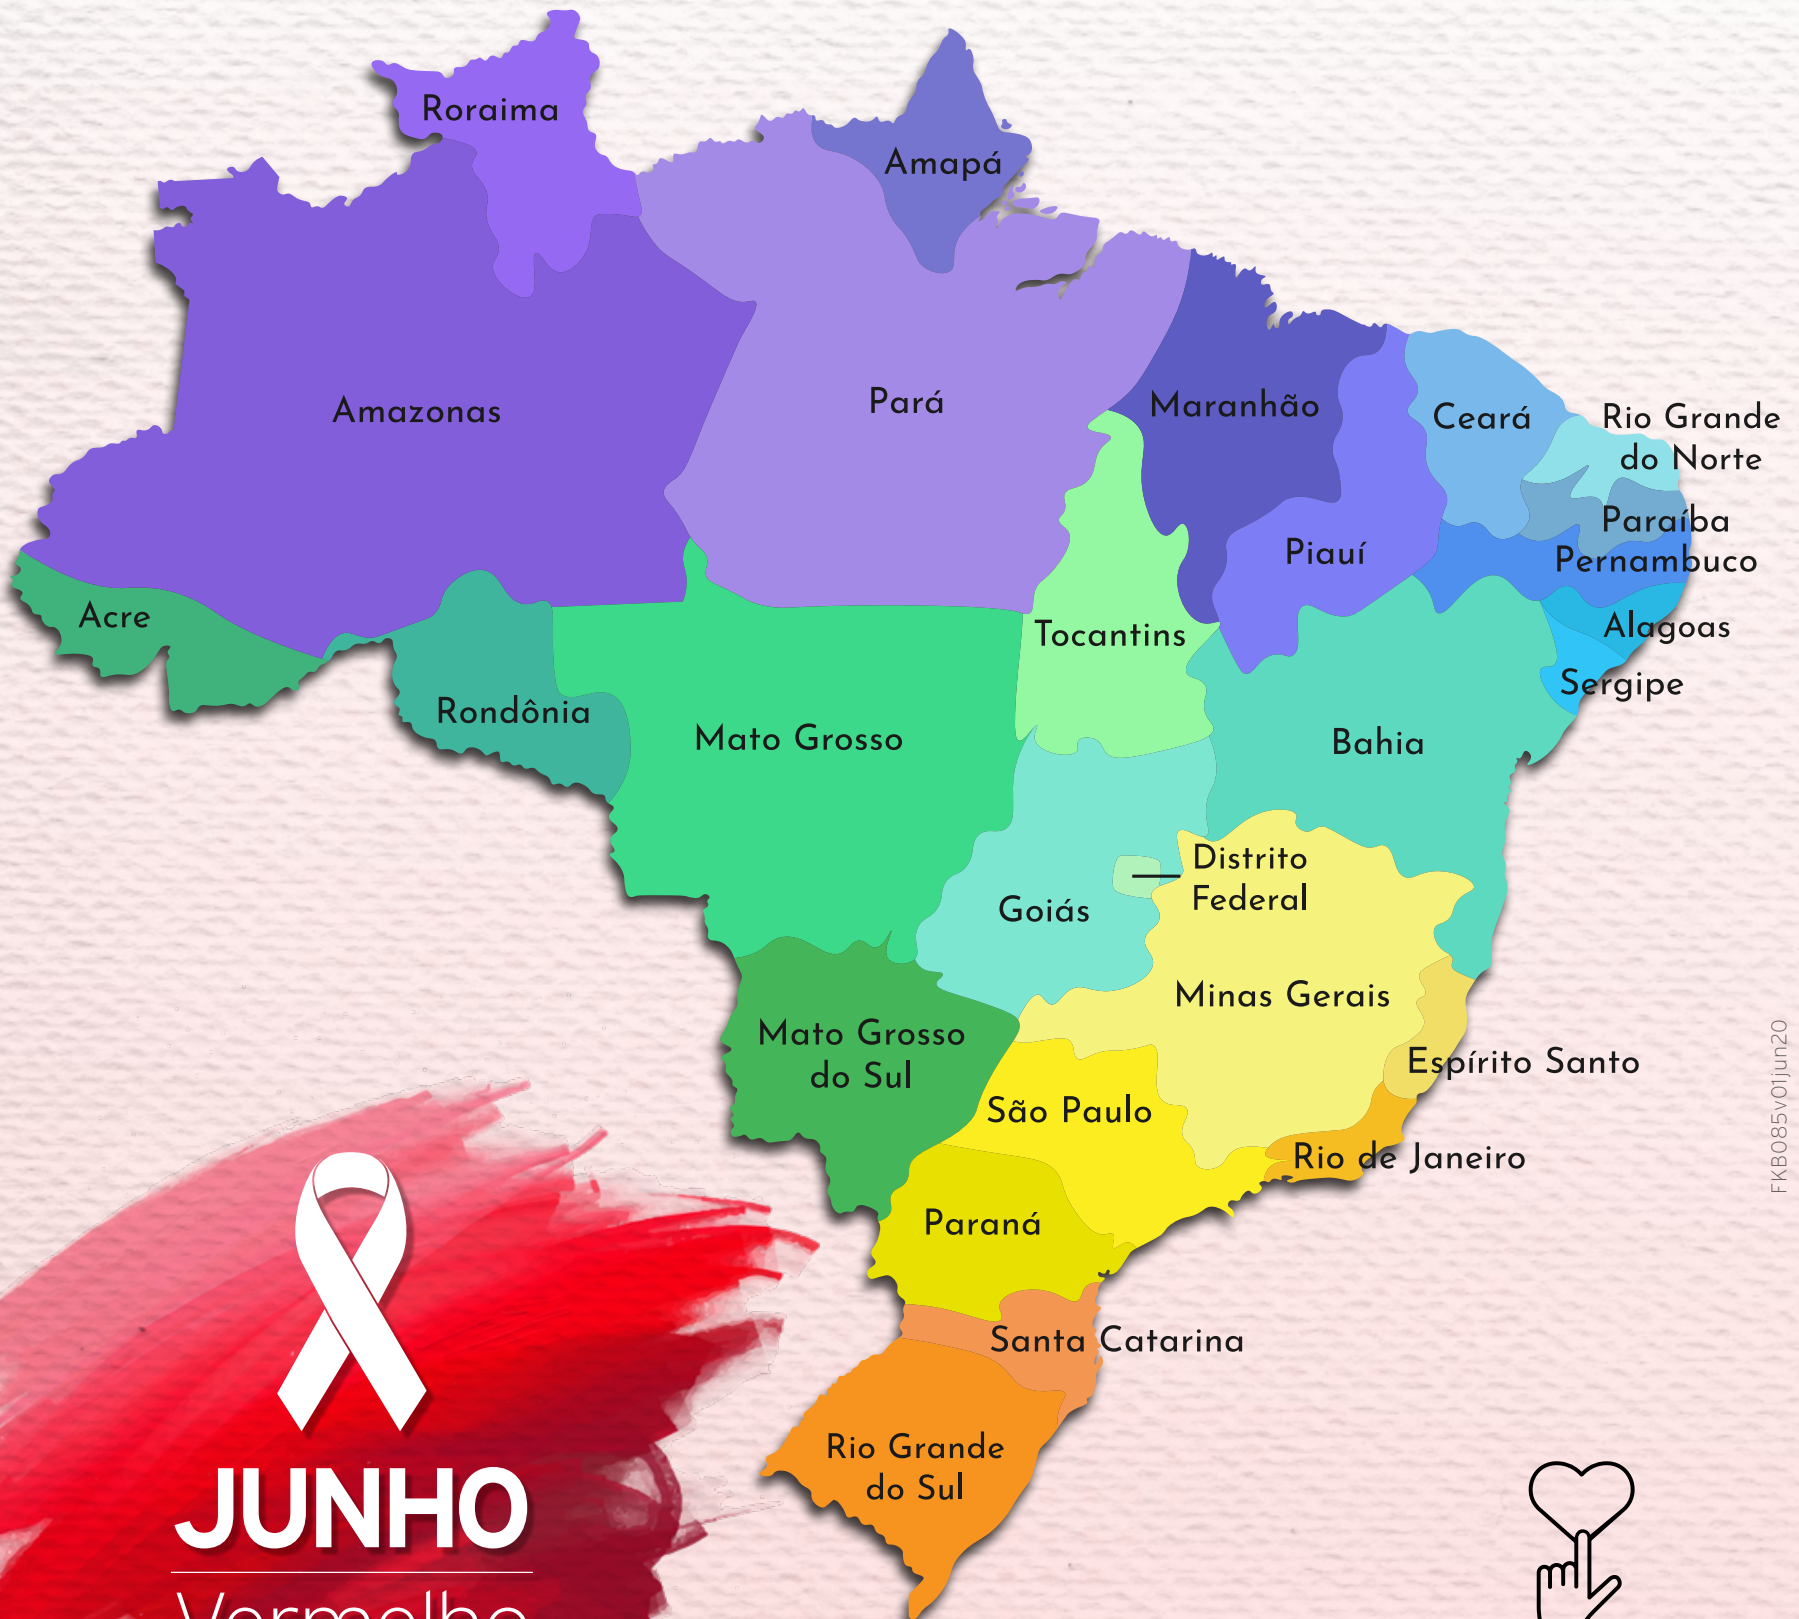 Roraima
Amapá
Amazonas
Pará
Maranhão
Ceará
Rio Grande
do Norte
Paraíba
Piauí
Pernambuco
Acre
Tocantins
Alagoas
Sergipe
Rondônia
Mato Grosso
Bahia
Distrito
Federal
Goiás
Minas Gerais
Mato Grosso
do Sul
Espírito Santo
São Paulo
Rio de Janeiro
Paraná
Santa Catarina
Rio Grande
do Sul
JUNHO
Vermelho
FKB085v01jun20